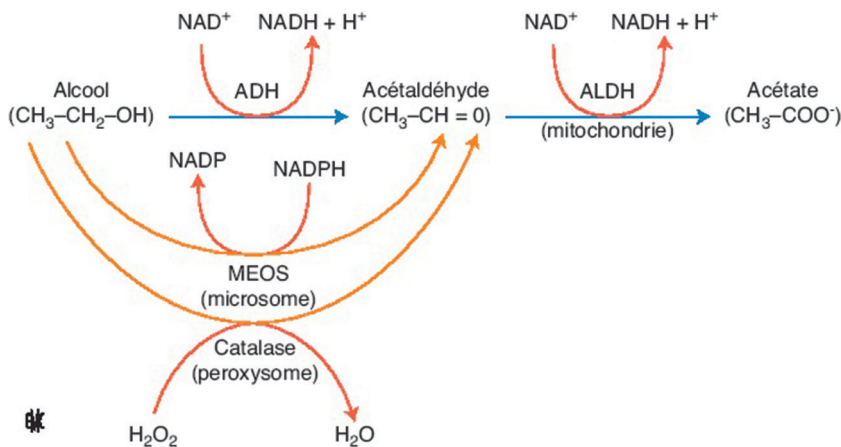 NAD⁺ NADH + H⁺ NAD⁺ NADH + H⁺
Alcool ADH Acétaldéhyde ALDH Acétate
(CH₃–CH₂–OH) (CH₃–CH = 0) (mitochondrie) (CH₃–COO⁻)
NADP NADPH
MEOS
(microsome)
Catalase
(peroxysome)
H₂O₂ H₂O